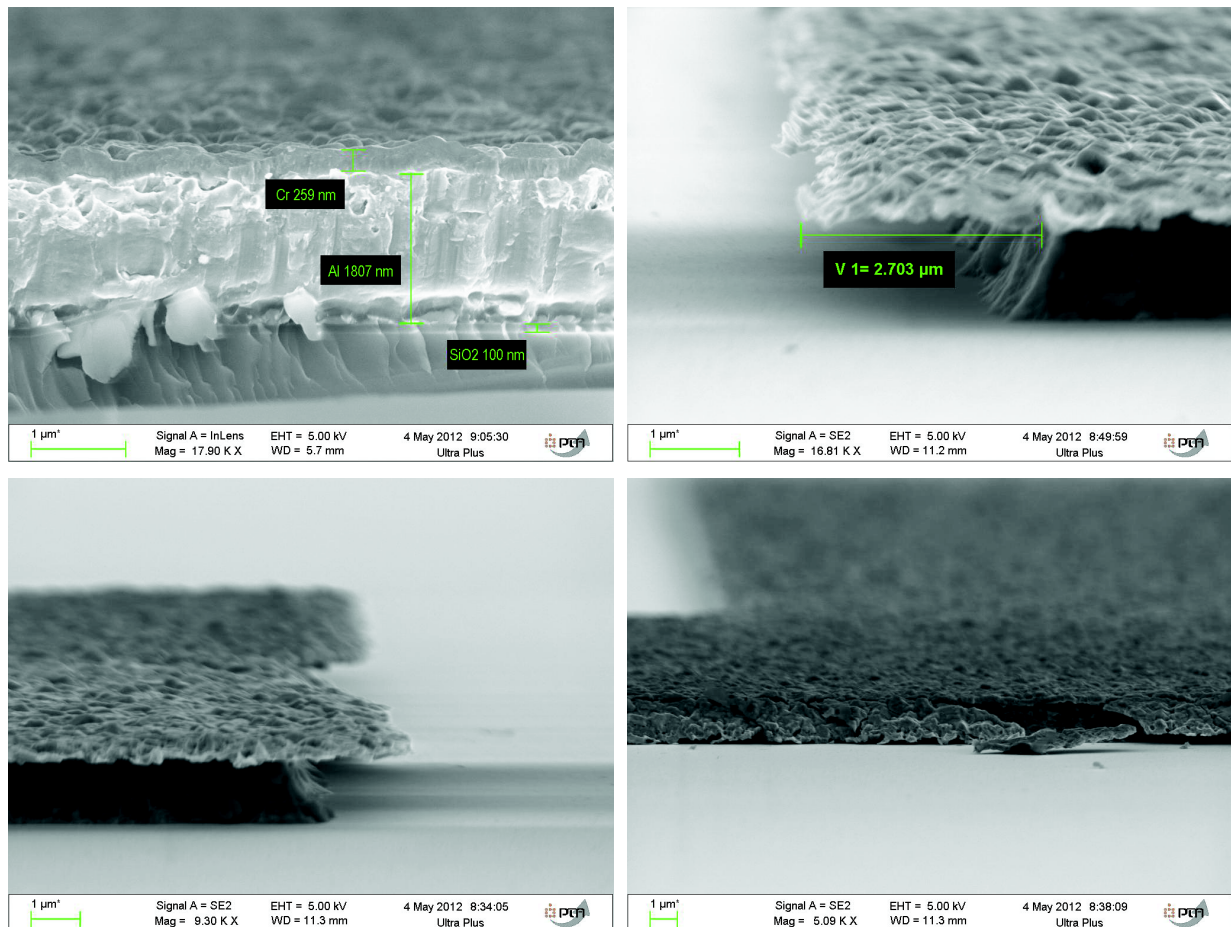 Cr 259 nm
Al 1807 nm
SiO2 100 nm
1 µm*
Signal A = InLens EHT = 5.00 kV 4 May 2012 9:05:30
Mag = 17.90 K X WD = 5.7 mm Ultra Plus
PTA
V 1= 2.703 µm
1 µm*
Signal A = SE2 EHT = 5.00 kV 4 May 2012 8:49:59
Mag = 16.81 K X WD = 11.2 mm Ultra Plus
PTA
1 µm*
Signal A = SE2 EHT = 5.00 kV 4 May 2012 8:34:05
Mag = 9.30 K X WD = 11.3 mm Ultra Plus
PTA
1 µm*
Signal A = SE2 EHT = 5.00 kV 4 May 2012 8:38:09
Mag = 5.09 K X WD = 11.3 mm Ultra Plus
PTA